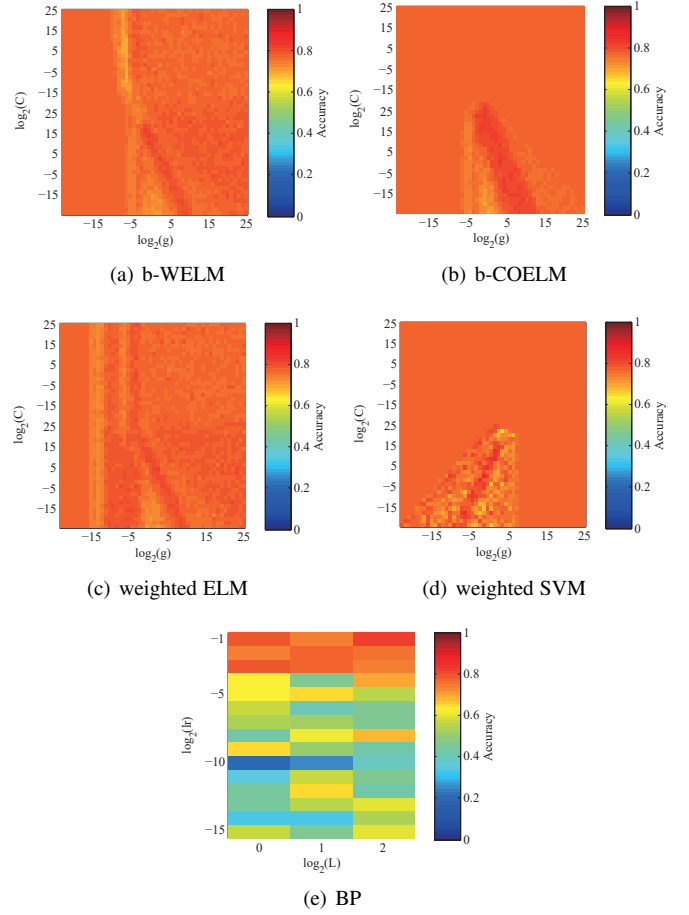 25
15
5
−5
−15
25
15
5
−5
−15
log2(C)
−15 −5 5 15 25
log2(g)
1
0.8
0.6
0.4
0.2
0
Accuracy
(a) b-WELM
25
15
5
−5
−15
25
15
5
−5
−15
log2(C)
−15 −5 5 15 25
log2(g)
1
0.8
0.6
0.4
0.2
0
Accuracy
(b) b-COELM
25
15
5
−5
−15
25
15
5
−5
−15
log2(C)
−15 −5 5 15 25
log2(g)
1
0.8
0.6
0.4
0.2
0
Accuracy
(c) weighted ELM
25
15
5
−5
−15
25
15
5
−5
−15
log2(C)
−15 −5 5 15 25
log2(g)
1
0.8
0.6
0.4
0.2
0
Accuracy
(d) weighted SVM
−1
−5
−10
−15
log2(lr)
0 1 2
log2(L)
1
0.8
0.6
0.4
0.2
0
Accuracy
(e) BP